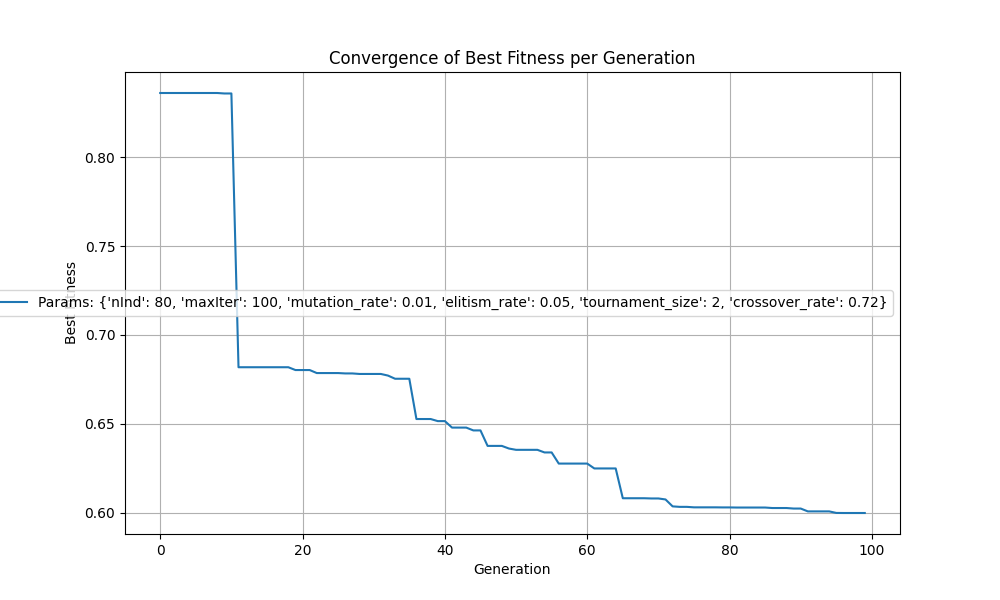 Convergence of Best Fitness per Generation
0.80
0.75
0.70
0.65
0.60
Best
Params: {'nInd': 80, 'maxIter': 100, 'mutation_rate': 0.01, 'elitism_rate': 0.05, 'tournament_size': 2, 'crossover_rate': 0.72}
0 20 40 60 80 100
Generation